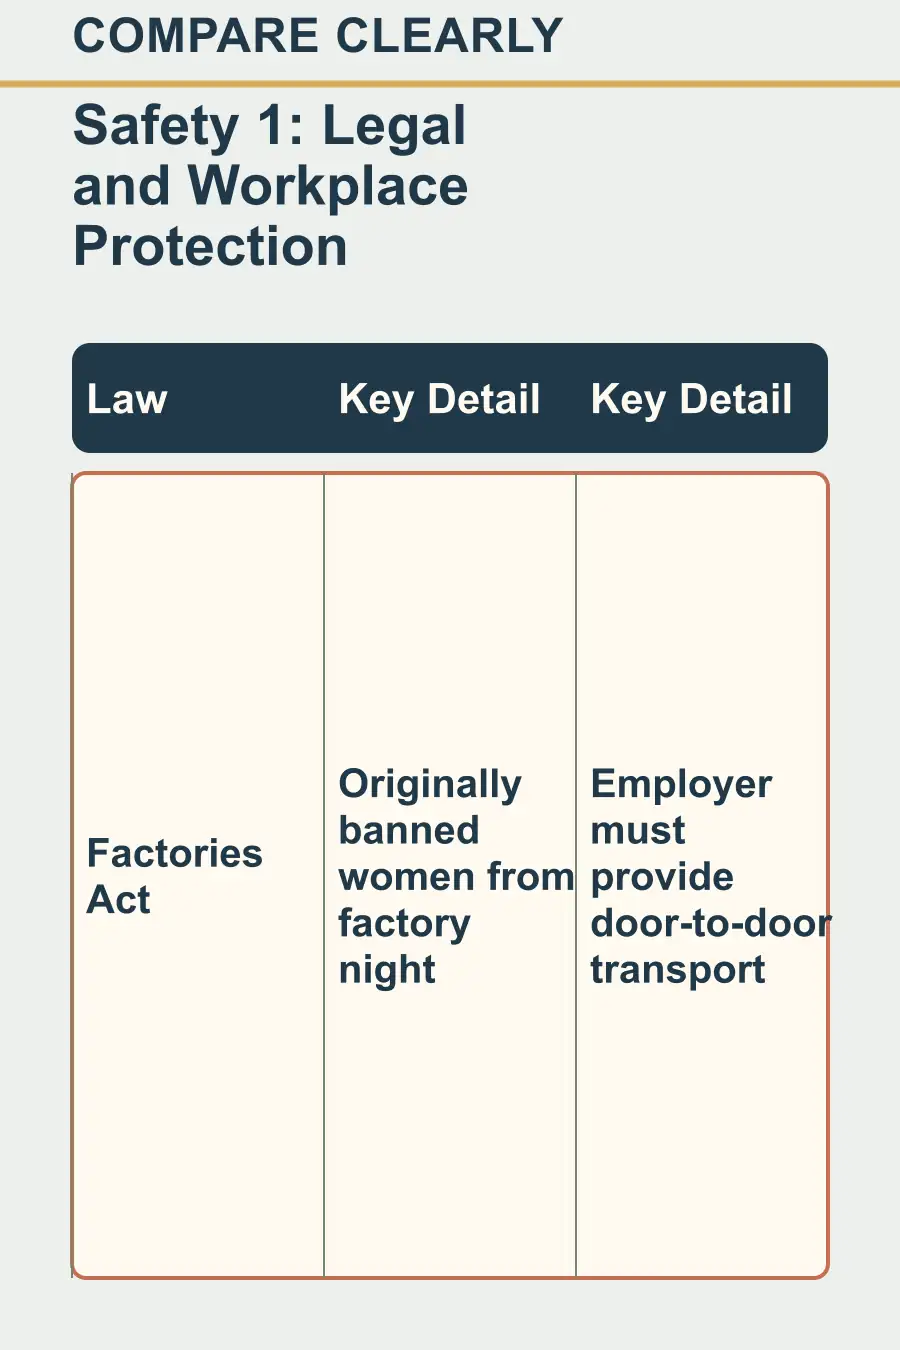 COMPARE CLEARLY
Safety 1: Legal
and Workplace
Protection
Law Key Detail Key Detail
Factories
Act
Originally
banned
women from
factory
night
Employer
must
provide
door-to-door
transport